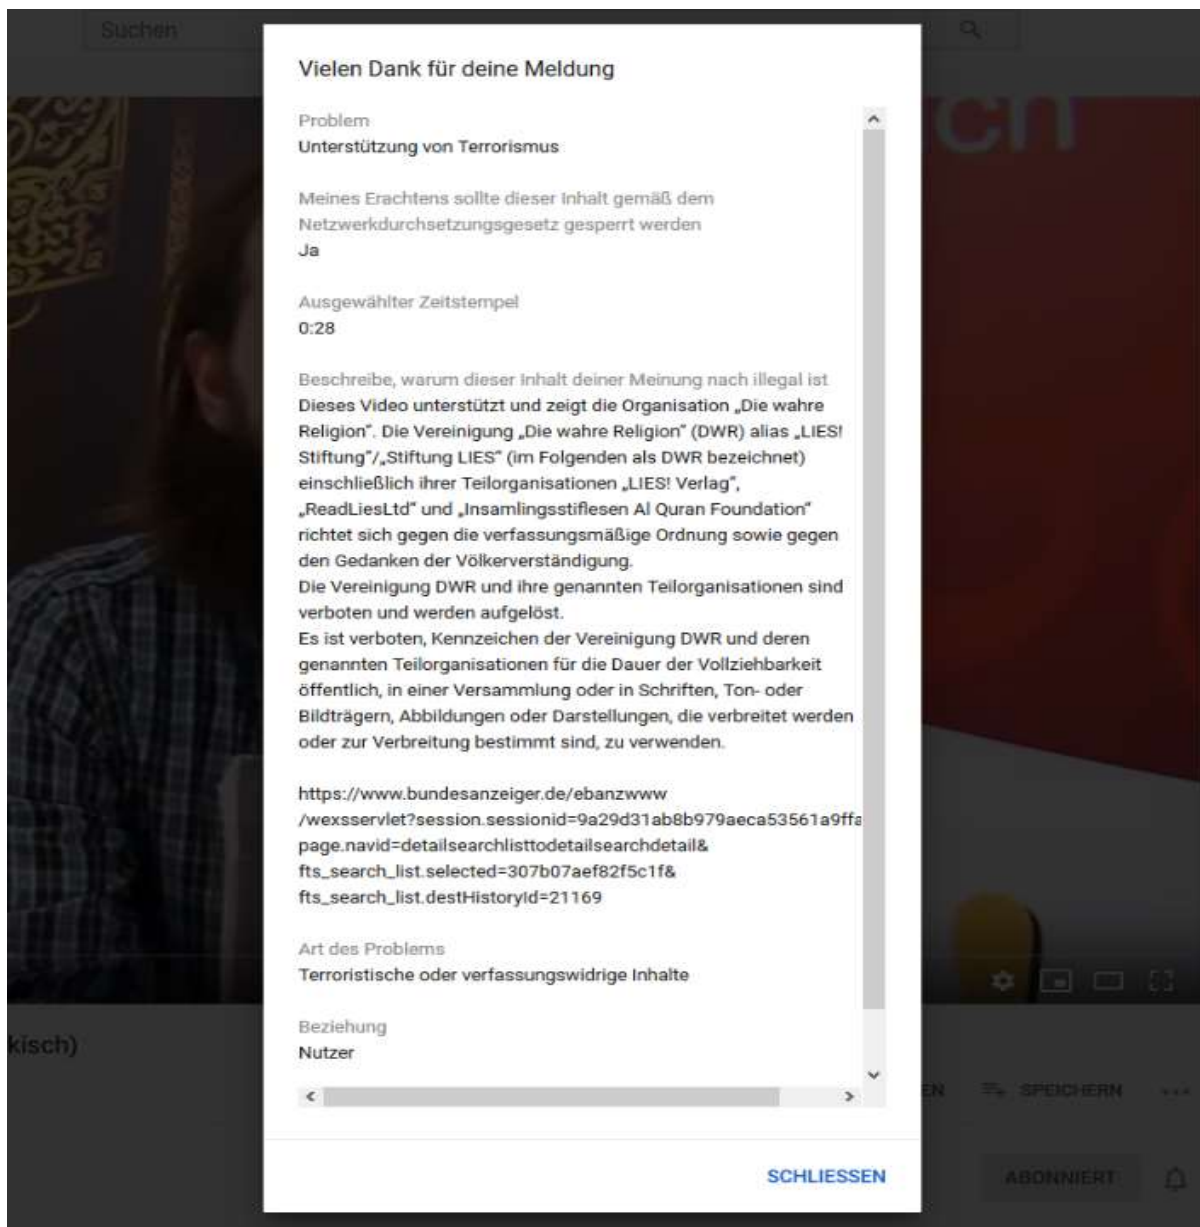 Suchen
ch
Vielen Dank für deine Meldung
Problem
Unterstützung von Terrorismus
Meines Erachtens sollte dieser Inhalt gemäß dem
Netzwerkdurchsetzungsgesetz gesperrt werden
Ja
Ausgewählter Zeitstempel
0:28
Beschreibe, warum dieser Inhalt deiner Meinung nach illegal ist
Dieses Video unterstützt und zeigt die Organisation „Die wahre
Religion“. Die Vereinigung „Die wahre Religion“ (DWR) alias „LIES!
Stiftung“/„Stiftung LIES“ (im Folgenden als DWR bezeichnet)
einschließlich ihrer Teilorganisationen „LIES! Verlag“,
„ReadLiesLtd“ und „Insamlingsstiflesen Al Quran Foundation“
richtet sich gegen die verfassungsmäßige Ordnung sowie gegen
den Gedanken der Völkerverständigung.
Die Vereinigung DWR und ihre genannten Teilorganisationen sind
verboten und werden aufgelöst.
Es ist verboten, Kennzeichen der Vereinigung DWR und deren
genannten Teilorganisationen für die Dauer der Vollziehbarkeit
öffentlich, in einer Versammlung oder in Schriften, Ton- oder
Bildträgern, Abbildungen oder Darstellungen, die verbreitet werden
oder zur Verbreitung bestimmt sind, zu verwenden.
https://www.bundesanzeiger.de/ebanzwww
/wexsservlet?session.sessionid=9a29d31ab8b979aeca53561a9ffa
page.navid=detailsearchlisttodetailsearchdetail&
fts_search_list.selected=307b07aef82f5c1f&
fts_search_list.destHistoryId=21169
Art des Problems
Terroristische oder verfassungswidrige Inhalte
Beziehung
Nutzer
kisch)
EN SPEICHERN
SCHLIESSEN
ABONNIERT